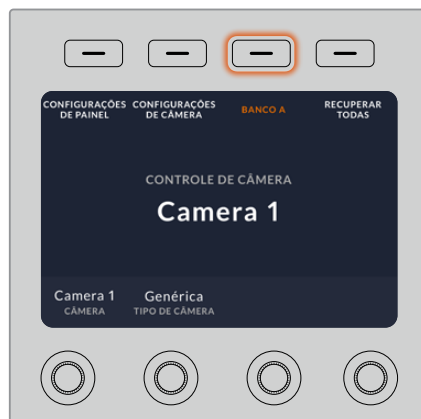 CONFIGURAÇÕES
DE PAINEL
CONFIGURAÇÕES
DE CÂMERA
BANCO A
RECUPERAR
TODAS
CONTROLE DE CÂMERA
Camera 1
Camera 1
CÂMERA
Genérica
TIPO DE CÂMERA